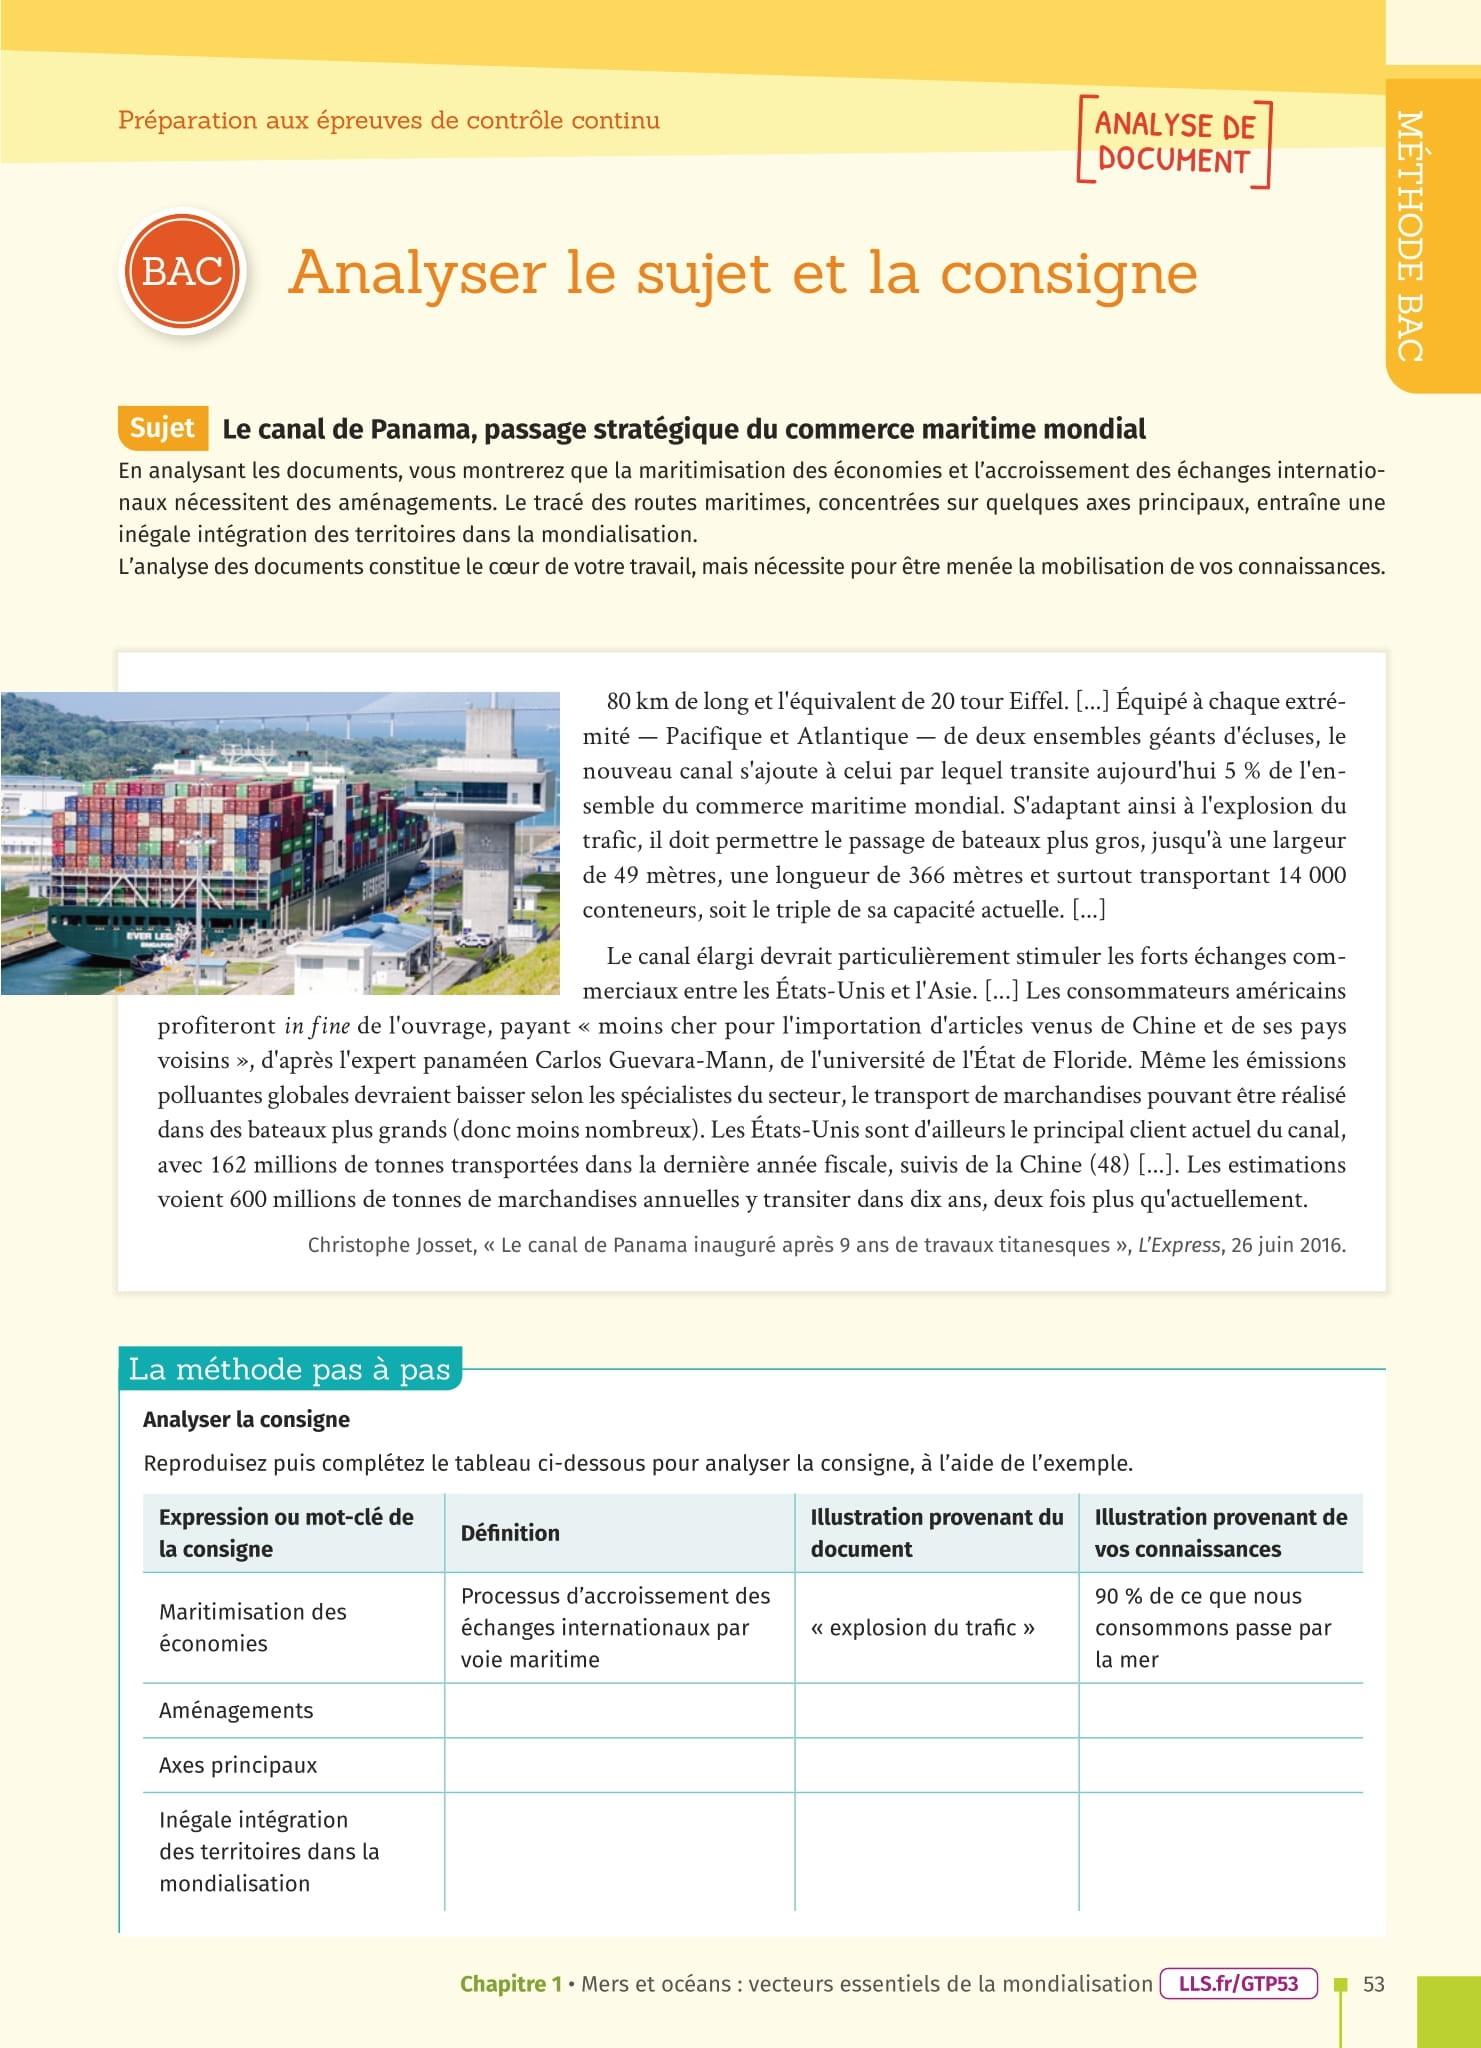 Préparation aux épreuves de contrôle continu
ANALYSE DE
DOCUMENT
MÉTHODE BAC
BAC
Analyser le sujet et la consigne
Sujet Le canal de Panama, passage stratégique du commerce maritime mondial
En analysant les documents, vous montrerez que la maritimisation des économies et l’accroissement des échanges internatio-
naux nécessitent des aménagements. Le tracé des routes maritimes, concentrées sur quelques axes principaux, entraîne une
inégale intégration des territoires dans la mondialisation.
L’analyse des documents constitue le cœur de votre travail, mais nécessite pour être menée la mobilisation de vos connaissances.
80 km de long et l'équivalent de 20 tour Eiffel. [...] Équipé à chaque extré-
mité — Pacifique et Atlantique — de deux ensembles géants d'écluses, le
nouveau canal s'ajoute à celui par lequel transite aujourd'hui 5 % de l'en-
semble du commerce maritime mondial. S'adaptant ainsi à l'explosion du
trafic, il doit permettre le passage de bateaux plus gros, jusqu'à une largeur
de 49 mètres, une longueur de 366 mètres et surtout transportant 14 000
conteneurs, soit le triple de sa capacité actuelle. [...]
Le canal élargi devrait particulièrement stimuler les forts échanges com-
merciaux entre les États-Unis et l'Asie. [...] Les consommateurs américains
profiteront in fine de l'ouvrage, payant « moins cher pour l'importation d'articles venus de Chine et de ses pays
voisins », d'après l'expert panaméen Carlos Guevara-Mann, de l'université de l'État de Floride. Même les émissions
polluantes globales devraient baisser selon les spécialistes du secteur, le transport de marchandises pouvant être réalisé
dans des bateaux plus grands (donc moins nombreux). Les États-Unis sont d'ailleurs le principal client actuel du canal,
avec 162 millions de tonnes transportées dans la dernière année fiscale, suivis de la Chine (48) [...]. Les estimations
voient 600 millions de tonnes de marchandises annuelles y transiter dans dix ans, deux fois plus qu'actuellement.
Christophe Josset, « Le canal de Panama inauguré après 9 ans de travaux titanesques », L’Express, 26 juin 2016.
La méthode pas à pas
Analyser la consigne
Reproduisez puis complétez le tableau ci-dessous pour analyser la consigne, à l’aide de l’exemple.
Expression ou mot-clé de
la consigne
Définition
Illustration provenant du
document
Illustration provenant de
vos connaissances
Maritimisation des
économies
Processus d’accroissement des
échanges internationaux par
voie maritime
« explosion du trafic »
90 % de ce que nous
consommons passe par
la mer
Aménagements
Axes principaux
Inégale intégration
des territoires dans la
mondialisation
Chapitre 1 • Mers et océans : vecteurs essentiels de la mondialisation LLS.fr/GTP53 53